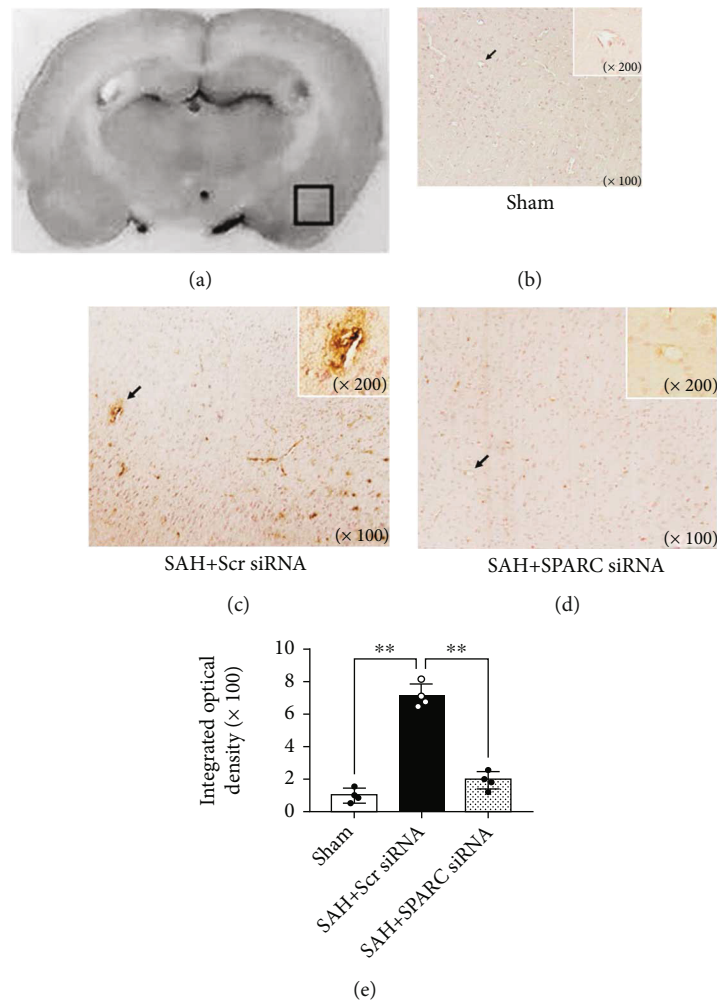 (a)
(× 200)
(× 100)
Sham
(b)
(× 200)
(× 100)
SAH+Scr siRNA
(c)
(× 200)
(× 100)
SAH+SPARC siRNA
(d)
Integrated optical
density (× 100)
10
8
6
4
2
0
**
**
Sham
SAH+Scr siRNA
SAH+SPARC siRNA
(e)